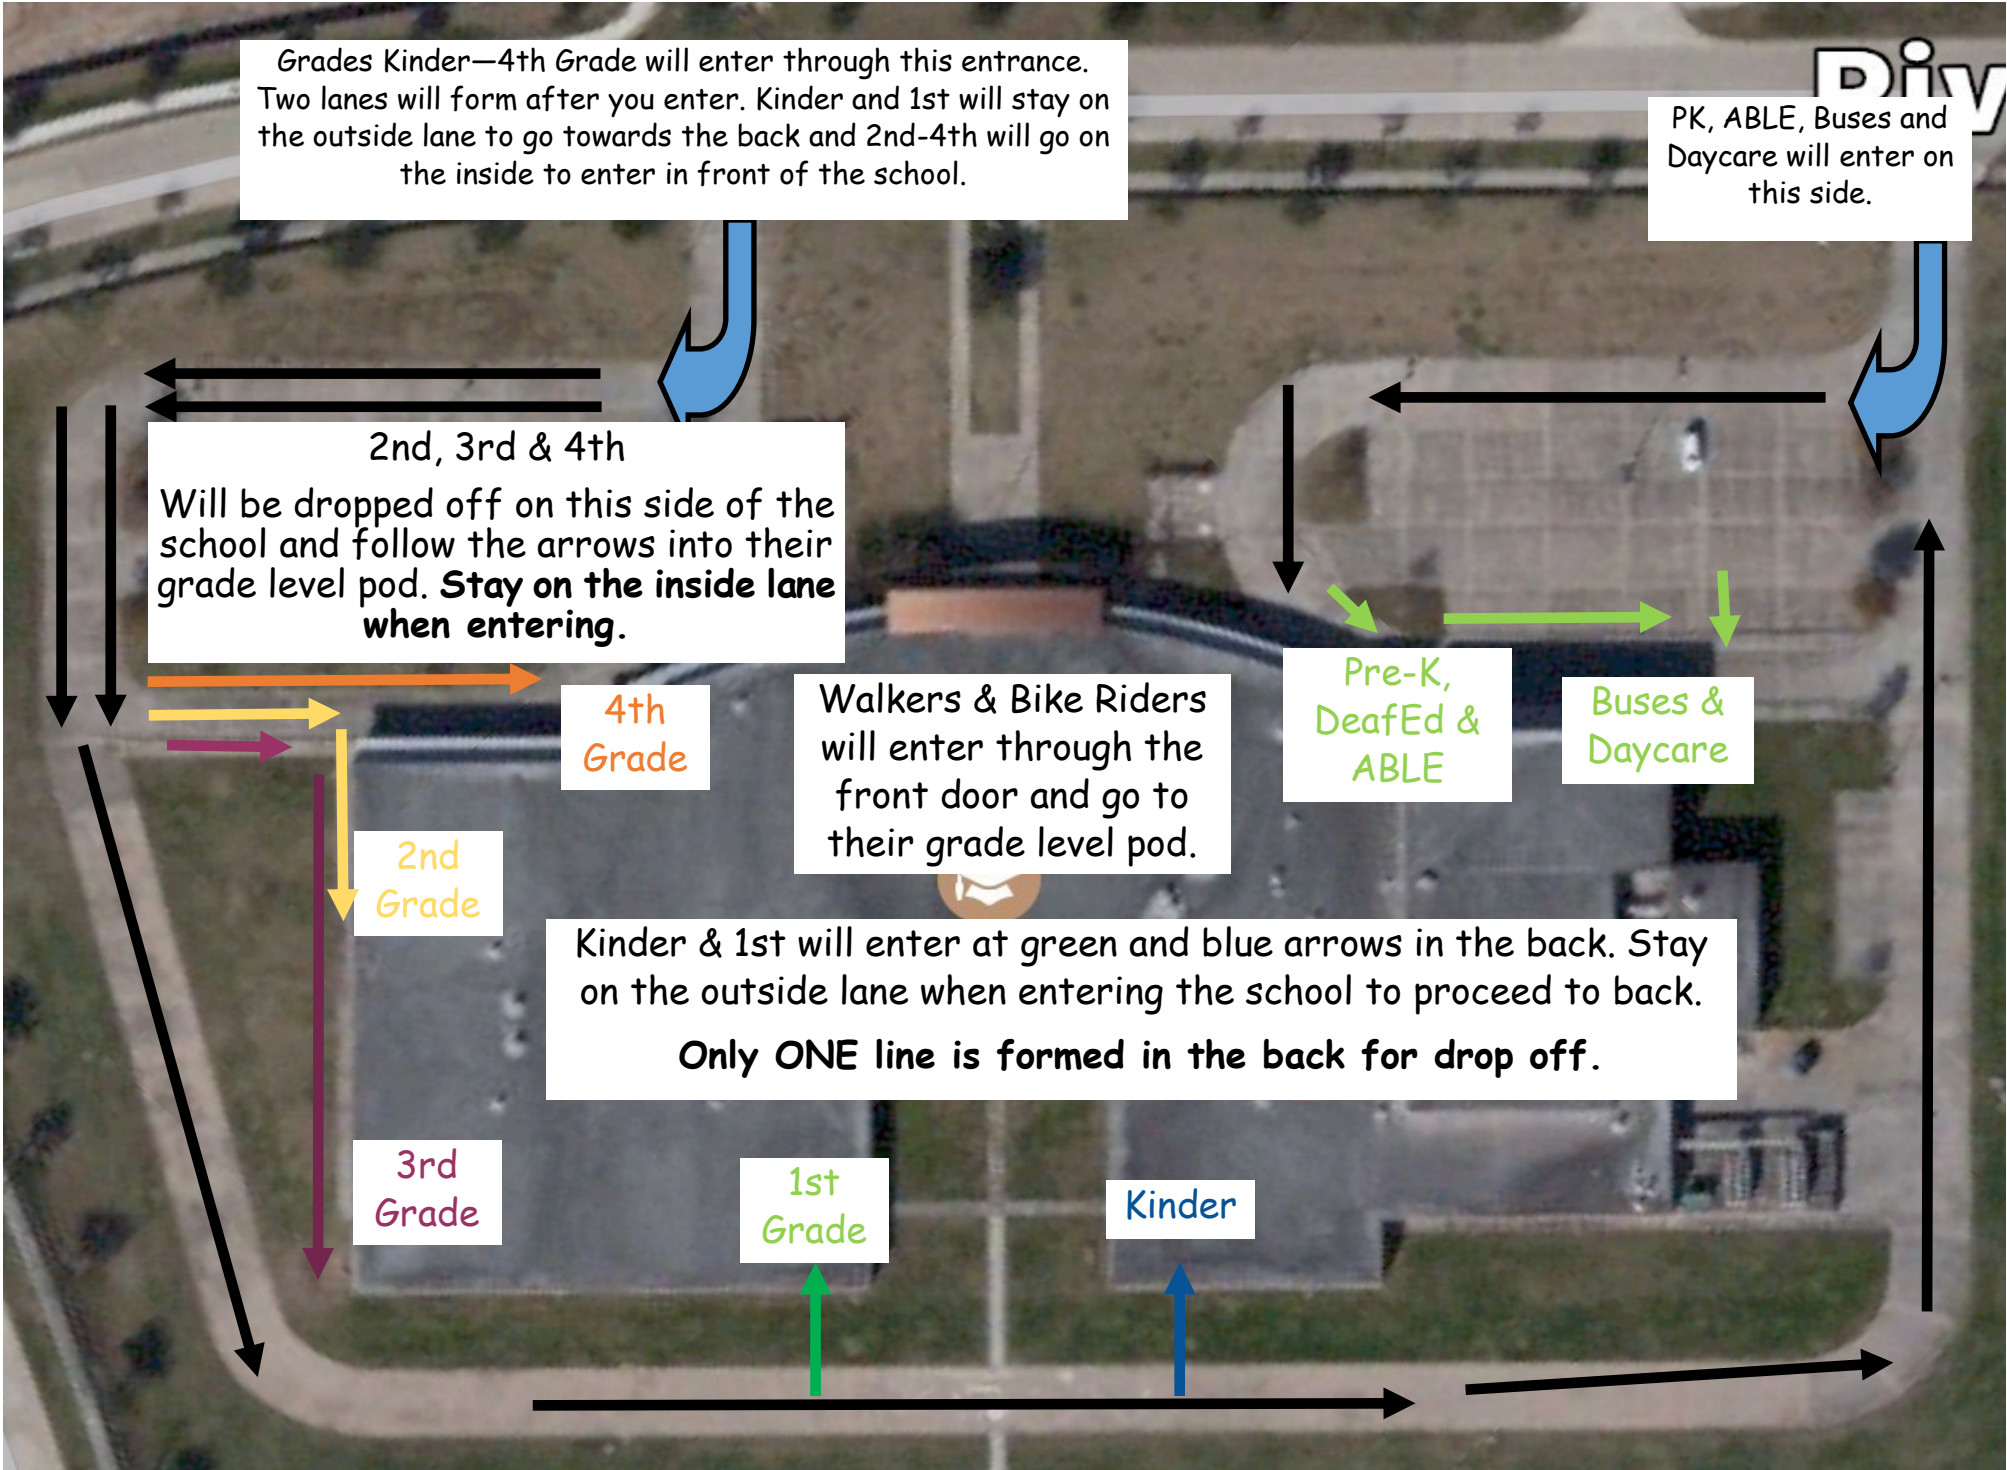 Grades Kinder—4th Grade will enter through this entrance.
Two lanes will form after you enter. Kinder and 1st will stay on
the outside lane to go towards the back and 2nd-4th will go on
the inside to enter in front of the school.
PK, ABLE, Buses and
Daycare will enter on
this side.
2nd, 3rd & 4th
Will be dropped off on this side of the
school and follow the arrows into their
grade level pod. Stay on the inside lane
when entering.
4th
Grade
Walkers & Bike Riders
will enter through the
front door and go to
their grade level pod.
Pre-K,
DeafEd &
ABLE
Buses &
Daycare
2nd
Grade
Kinder & 1st will enter at green and blue arrows in the back. Stay
on the outside lane when entering the school to proceed to back.
Only ONE line is formed in the back for drop off.
3rd
Grade
1st
Grade
Kinder